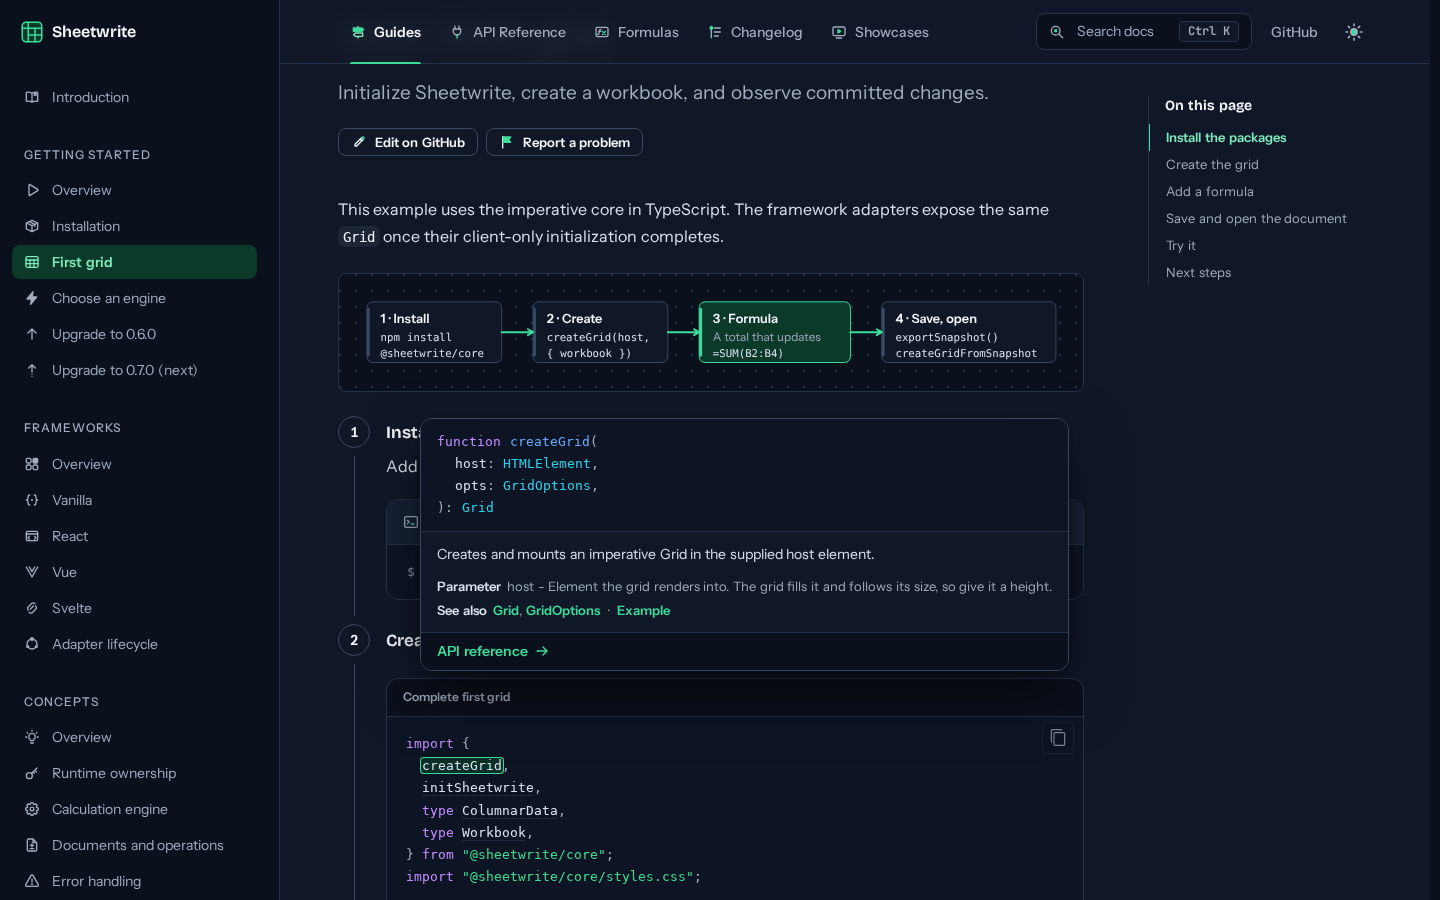 Sheetwrite
Guides
API Reference
Formulas
Changelog
Showcases
Search docs
Ctrl K
GitHub
Introduction
GETTING STARTED
Overview
Installation
First grid
Choose an engine
Upgrade to 0.6.0
Upgrade to 0.7.0 (next)
FRAMEWORKS
Overview
Vanilla
React
Vue
Svelte
Adapter lifecycle
CONCEPTS
Overview
Runtime ownership
Calculation engine
Documents and operations
Error handling
Initialize Sheetwrite, create a workbook, and observe committed changes.
Edit on GitHub
Report a problem
This example uses the imperative core in TypeScript. The framework adapters expose the same
Grid once their client-only initialization completes.
1 · Install
npm install
@sheetwrite/core
2 · Create
createGrid(host,
{ workbook })
3 · Formula
A total that updates
=SUM(B2:B4)
4 · Save, open
exportSnapshot()
createGridFromSnapshot
1
Add
$
function createGrid(
host: HTMLElement,
opts: GridOptions,
): Grid
Creates and mounts an imperative Grid in the supplied host element.
Parameter host - Element the grid renders into. The grid fills it and follows its size, so give it a height.
See also Grid, GridOptions · Example
API reference →
2
Complete first grid
import {
createGrid,
initSheetwrite,
type ColumnarData,
type Workbook,
} from "@sheetwrite/core";
import "@sheetwrite/core/styles.css";
On this page
Install the packages
Create the grid
Add a formula
Save and open the document
Try it
Next steps